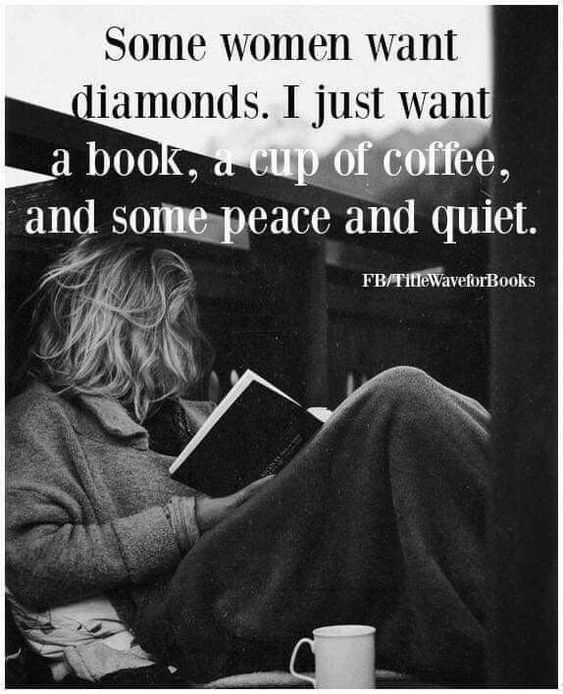 Some women want
diamonds. I just want
a book, a cup of coffee,
and some peace and quiet.
FB/TitleWaveforBooks